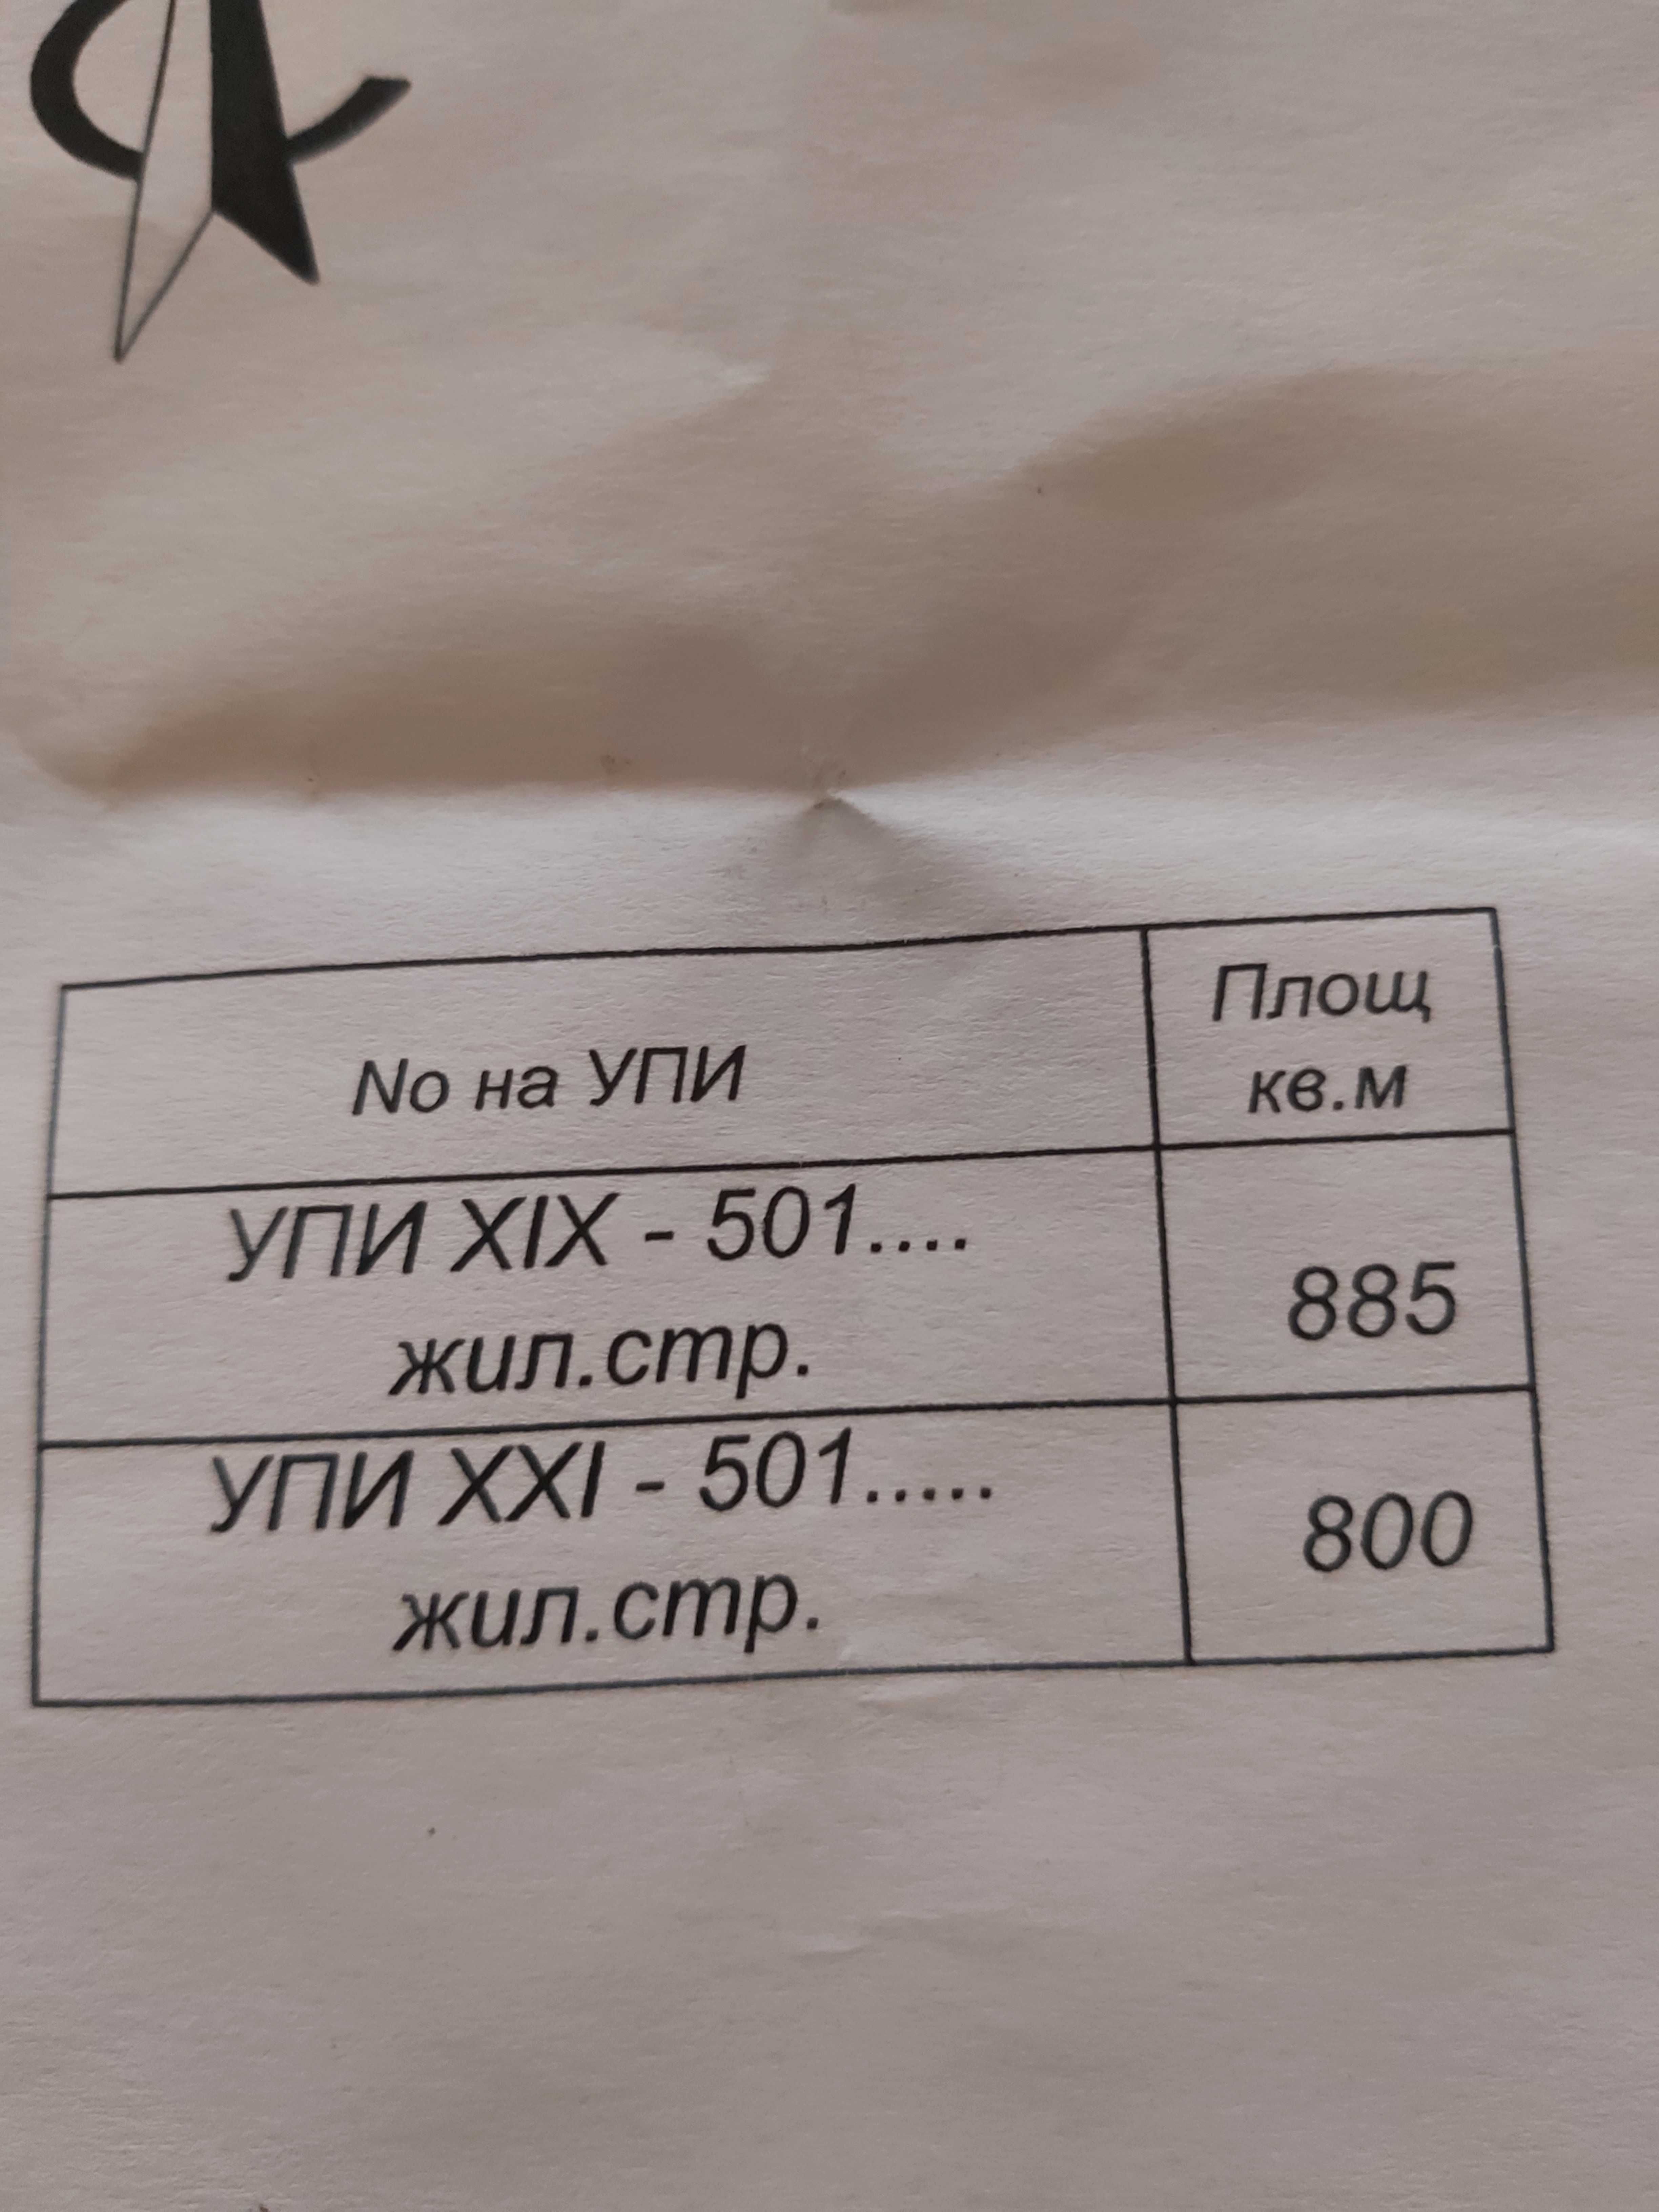 No на УПИ
Площ
кв.м
УПИ XIX - 501....
жил.стр.
885
УПИ XXI - 501.....
жил.стр.
800